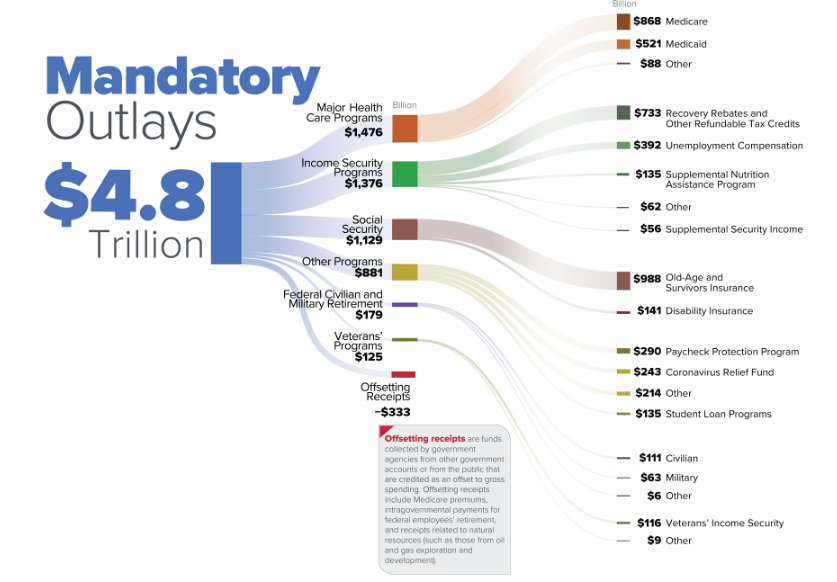 Mandatory
Outlays
$4.8
Trillion
Billion
Major Health
Care Programs
$1,476
Income Security
Programs
$1,376
Social
Security
$1,129
Other Programs
$881
Federal Civilian and
Military Retirement
$179
Veterans'
Programs
$125
Offsetting
Receipts
−$333
Offsetting receipts are funds
collected by government
agencies from other government
accounts or from the public that
are credited as an offset to gross
spending. Offsetting receipts
include Medicare premiums,
intragovernmental payments for
federal employees' retirement,
and receipts related to natural
resources (such as those from oil
and gas exploration and
development).
Billion
$868 Medicare
$521 Medicaid
$88 Other
$733 Recovery Rebates and
Other Refundable Tax Credits
$392 Unemployment Compensation
$135 Supplemental Nutrition
Assistance Program
$62 Other
$56 Supplemental Security Income
$988 Old-Age and
Survivors Insurance
$141 Disability Insurance
$290 Paycheck Protection Program
$243 Coronavirus Relief Fund
$214 Other
$135 Student Loan Programs
$111 Civilian
$63 Military
$6 Other
$116 Veterans' Income Security
$9 Other